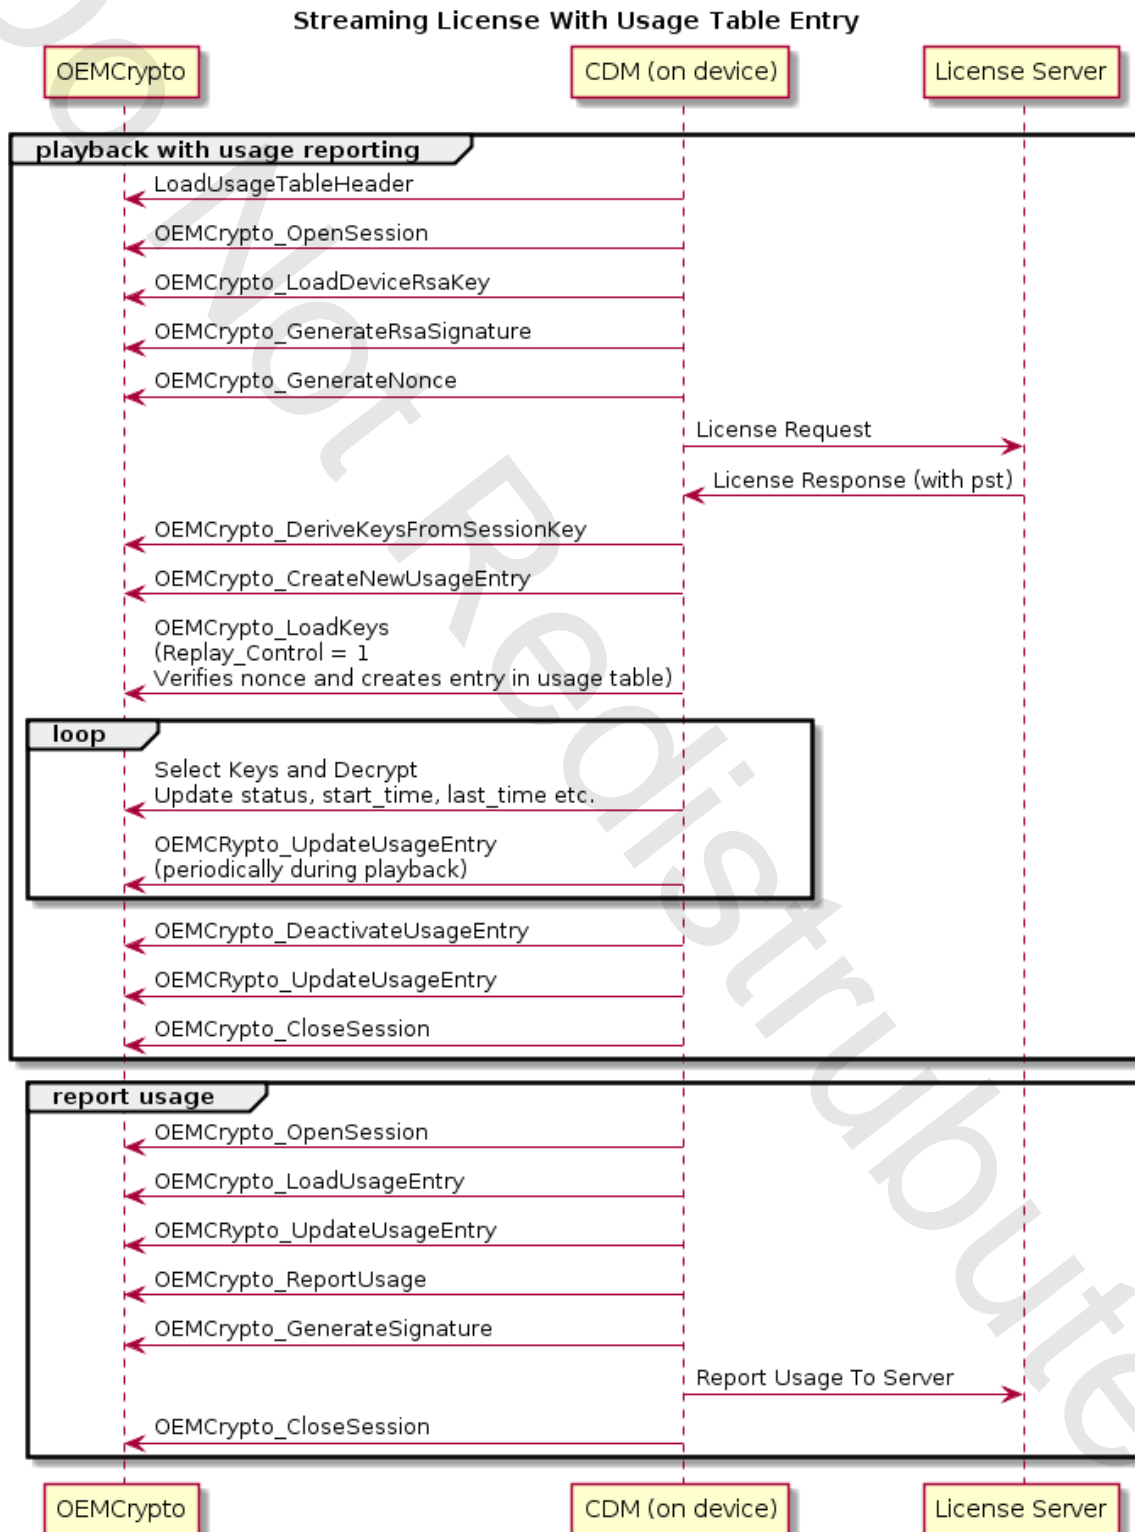 Streaming License With Usage Table Entry
OEMCrypto
CDM (on device)
License Server
playback with usage reporting
LoadUsageTableHeader
OEMCrypto_OpenSession
OEMCrypto_LoadDeviceRsaKey
OEMCrypto_GenerateRsaSignature
OEMCrypto_GenerateNonce
License Request
License Response (with pst)
OEMCrypto_DeriveKeysFromSessionKey
OEMCrypto_CreateNewUsageEntry
OEMCrypto_LoadKeys
(Replay_Control = 1
Verifies nonce and creates entry in usage table)
loop
Select Keys and Decrypt
Update status, start_time, last_time etc.
OEMCRypto_UpdateUsageEntry
(periodically during playback)
OEMCrypto_DeactivateUsageEntry
OEMCRypto_UpdateUsageEntry
OEMCrypto_CloseSession
report usage
OEMCrypto_OpenSession
OEMCrypto_LoadUsageEntry
OEMCRypto_UpdateUsageEntry
OEMCrypto_ReportUsage
OEMCrypto_GenerateSignature
Report Usage To Server
OEMCrypto_CloseSession
OEMCrypto
CDM (on device)
License Server
Do Not Redistrubute